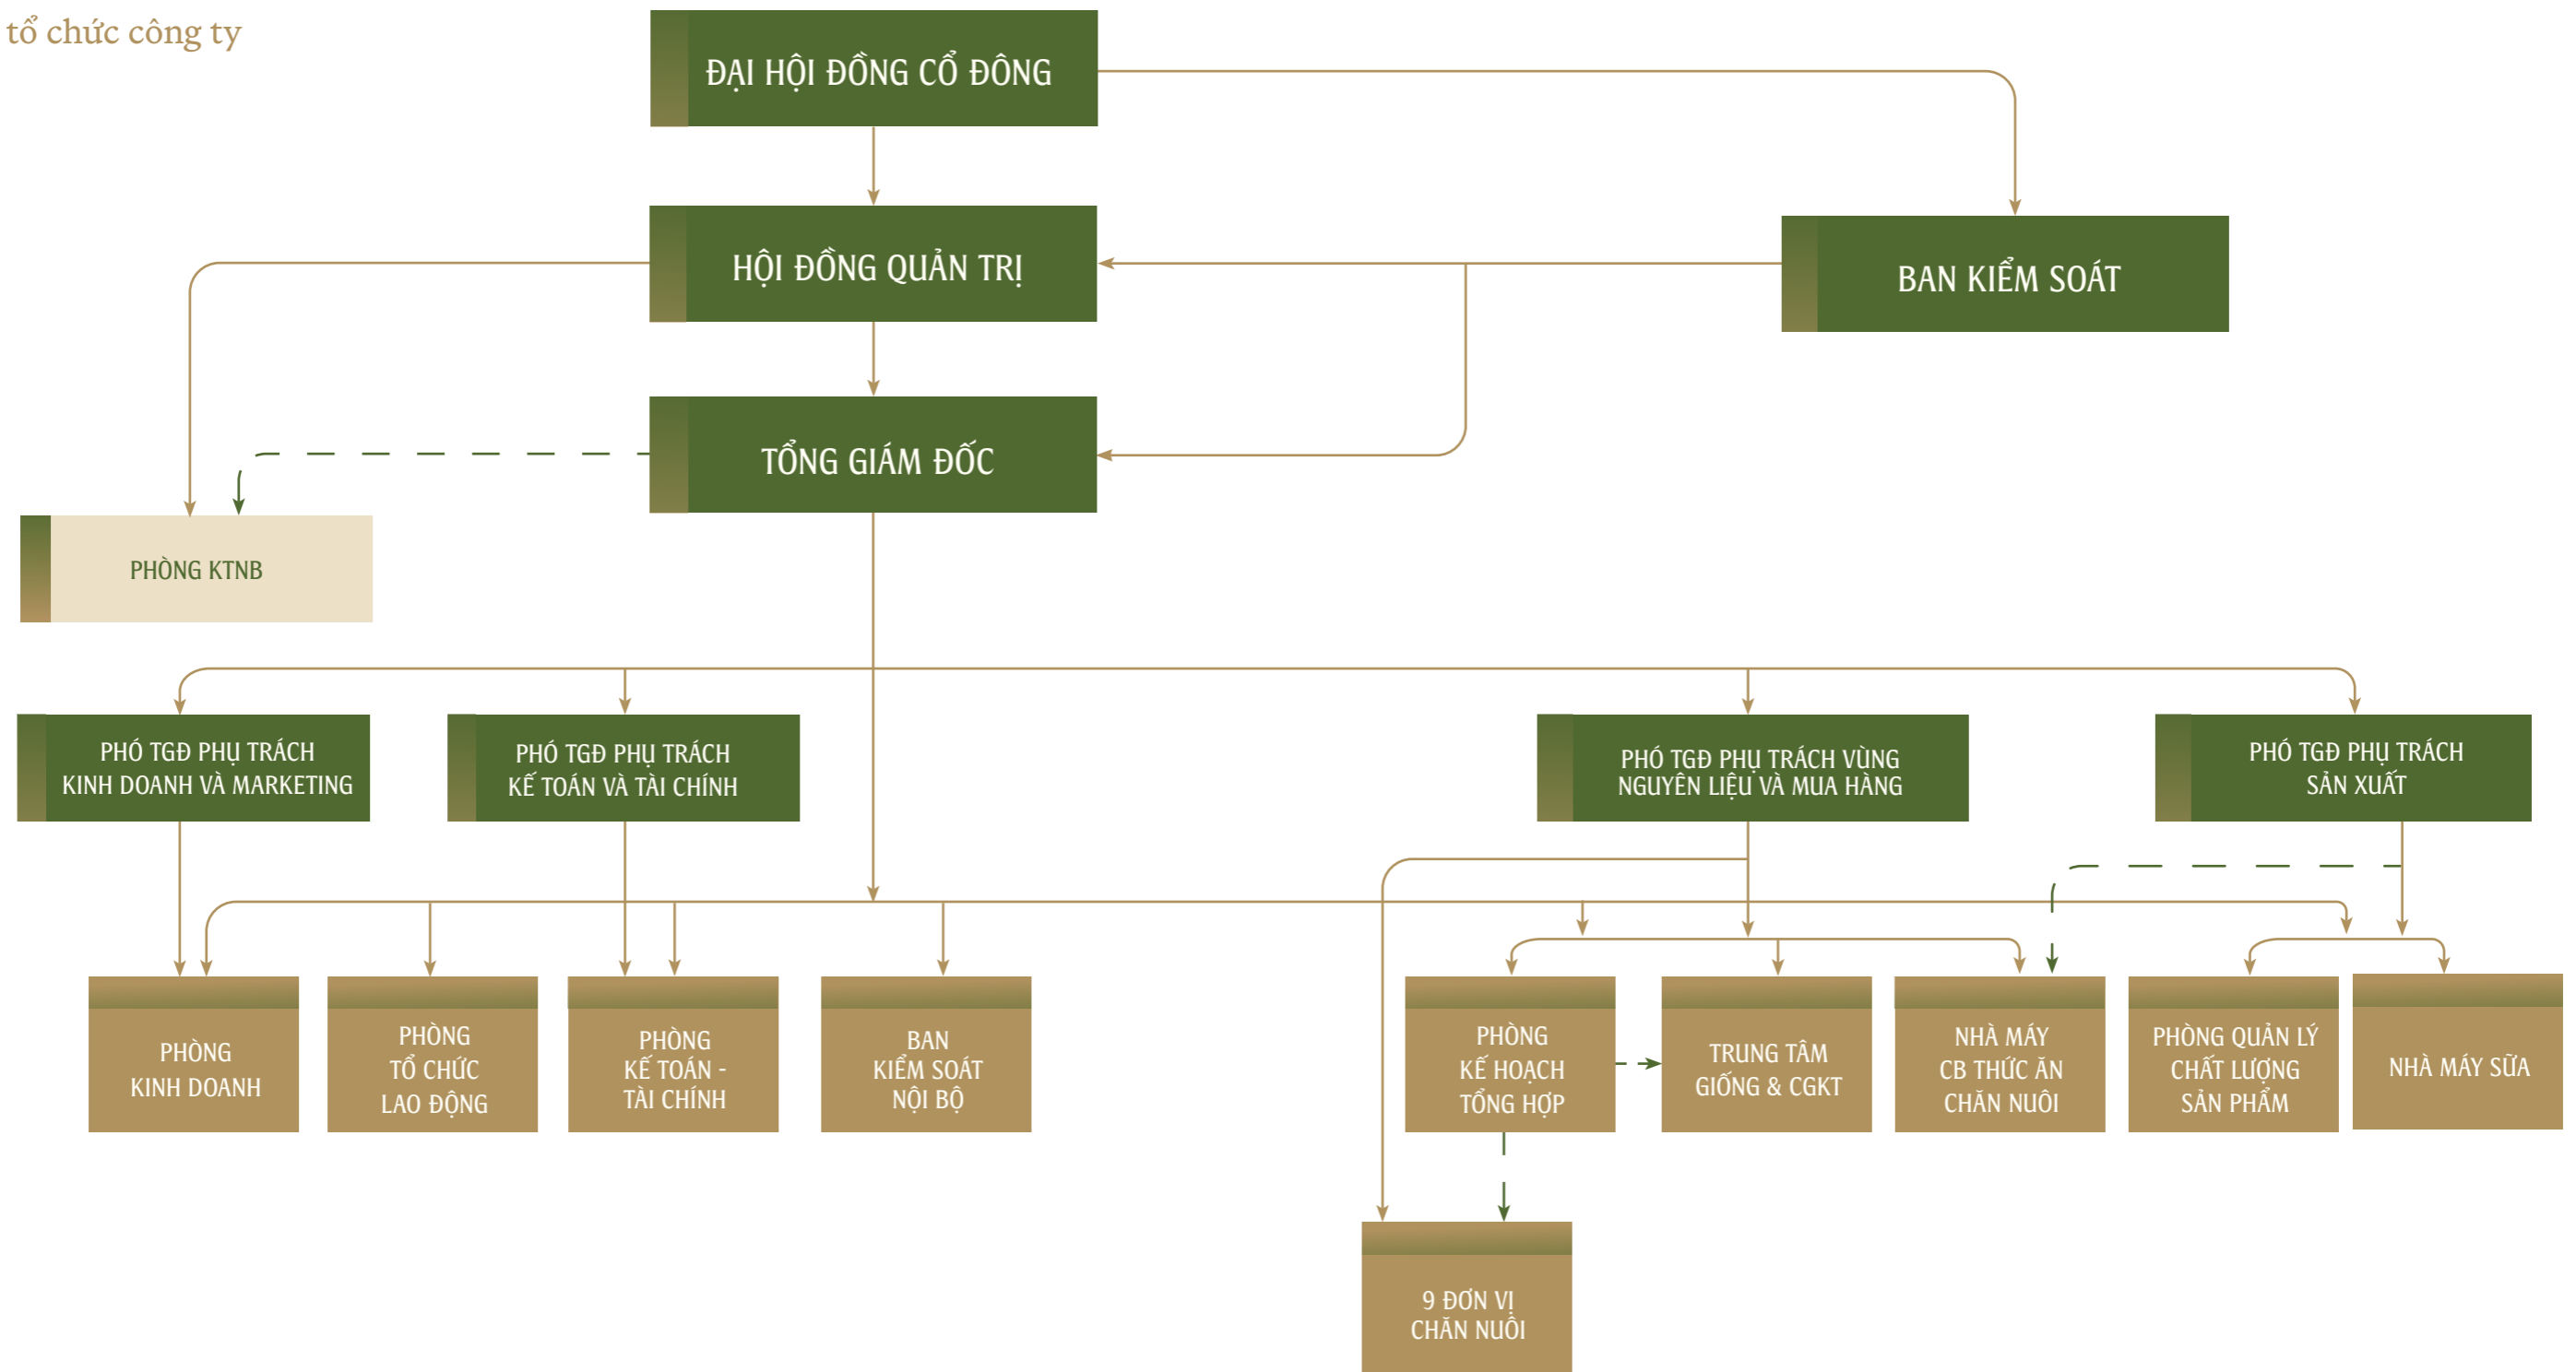 tổ chức công ty
ĐẠI HỘI ĐỒNG CỔ ĐÔNG
HỘI ĐỒNG QUẢN TRỊ
BAN KIỂM SOÁT
TỔNG GIÁM ĐỐC
PHÒNG KTNB
PHÓ TGĐ PHỤ TRÁCH
KINH DOANH VÀ MARKETING
PHÓ TGĐ PHỤ TRÁCH
KẾ TOÁN VÀ TÀI CHÍNH
PHÓ TGĐ PHỤ TRÁCH VÙNG
NGUYÊN LIỆU VÀ MUA HÀNG
PHÓ TGĐ PHỤ TRÁCH
SẢN XUẤT
PHÒNG
KINH DOANH
PHÒNG
TỔ CHỨC
LAO ĐỘNG
PHÒNG
KẾ TOÁN -
TÀI CHÍNH
BAN
KIỂM SOÁT
NỘI BỘ
PHÒNG
KẾ HOẠCH
TỔNG HỢP
TRUNG TÂM
GIỐNG & CGKT
NHÀ MÁY
CB THỨC ĂN
CHĂN NUÔI
PHÒNG QUẢN LÝ
CHẤT LƯỢNG
SẢN PHẨM
NHÀ MÁY SỮA
9 ĐƠN VỊ
CHĂN NUÔI